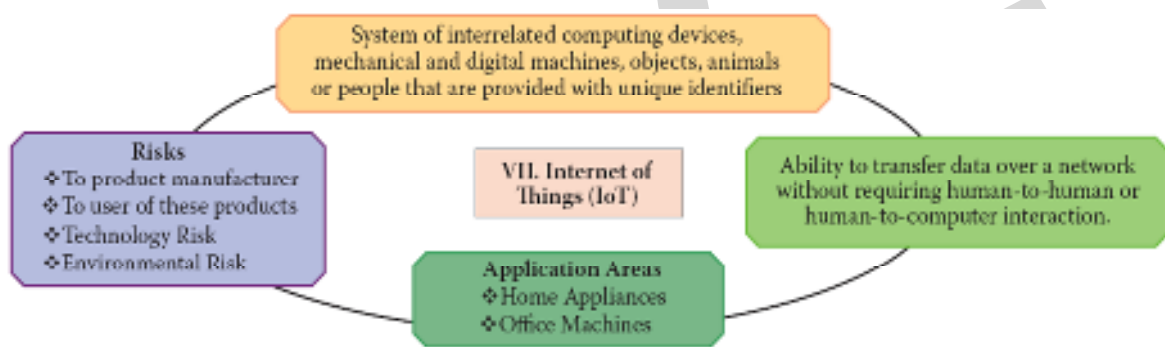 System of interrelated computing devices,
mechanical and digital machines, objects, animals
or people that are provided with unique identifiers
Risks
❖To product manufacturer
❖To user of these products
❖Technology Risk
❖Environmental Risk
VII. Internet of
Things (IoT)
Ability to transfer data over a network
without requiring human-to-human or
human-to-computer interaction.
Application Areas
❖Home Appliances
❖Office Machines